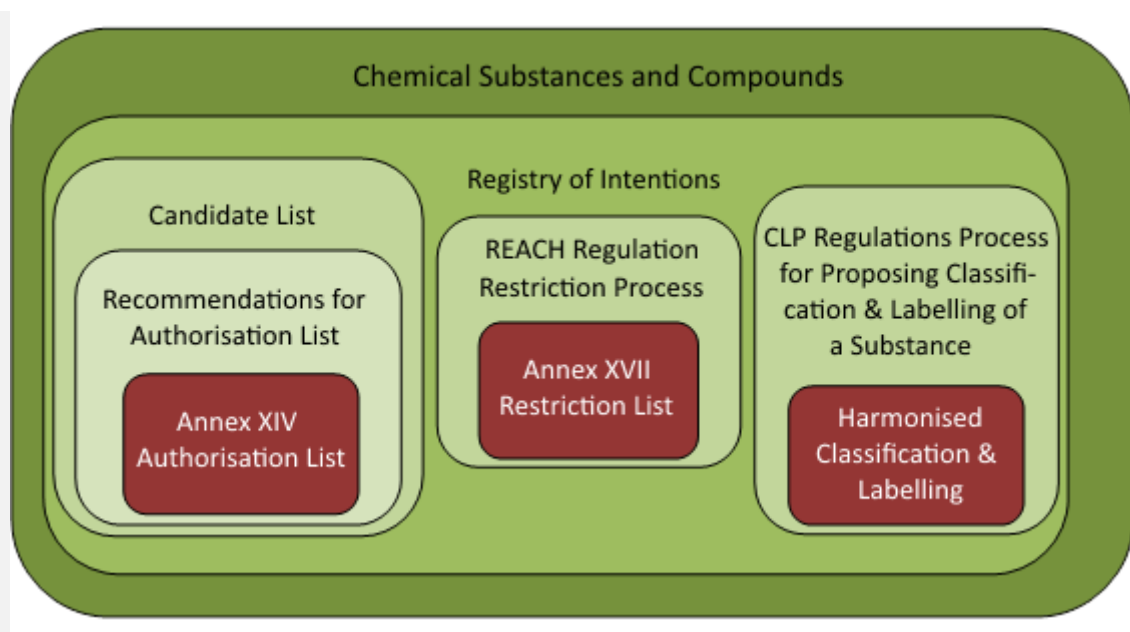 Chemical Substances and Compounds
Registry of Intentions
Candidate List
Recommendations for
Authorisation List
Annex XIV
Authorisation List
REACH Regulation
Restriction Process
Annex XVII
Restriction List
CLP Regulations Process
for Proposing Classifi-
cation & Labelling of
a Substance
Harmonised
Classification &
Labelling